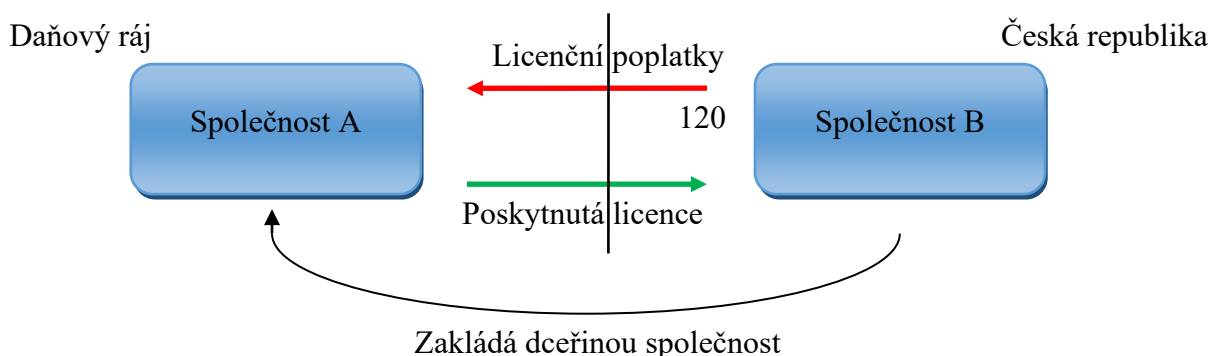 Daňový ráj
Česká republika
Licenční poplatky
Společnost A
120
Společnost B
Poskytnutá licence
Zakládá dceřinou společnost